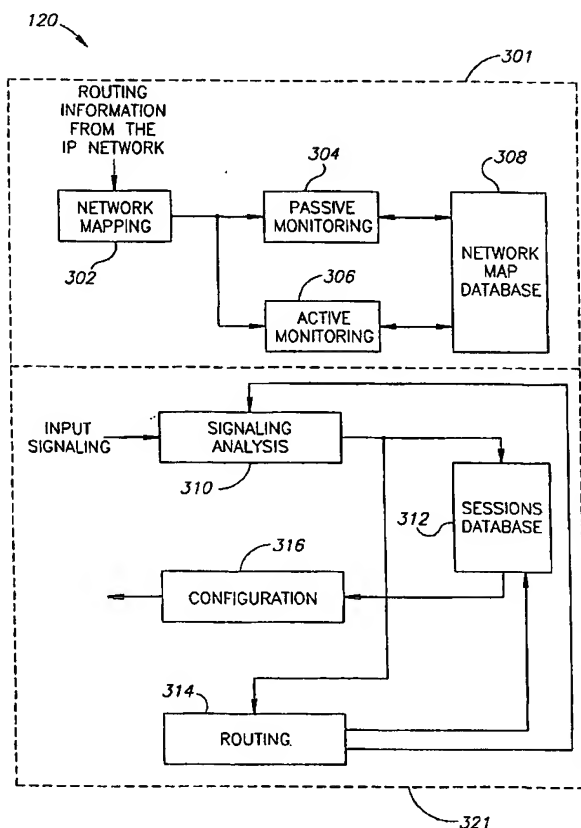 120
301
ROUTING
INFORMATION
FROM THE
IP NETWORK
304
308
NETWORK
MAPPING
PASSIVE
MONITORING
302
NETWORK
MAP
DATABASE
306
ACTIVE
MONITORING
INPUT
SIGNALING
SIGNALING
ANALYSIS
310
312
SESSIONS
DATABASE
316
CONFIGURATION
314
ROUTING
321